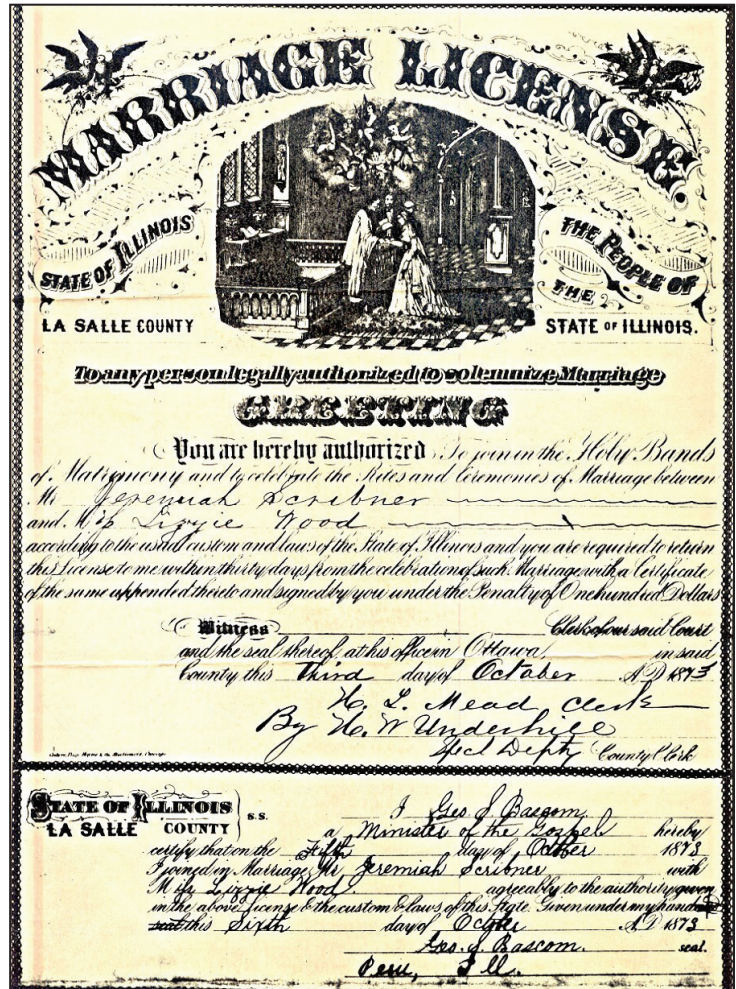 MARRIAGE LICENSE.
STATE OF ILLINOIS
LA SALLE COUNTY
THE PEOPLE OF
THE
STATE OF ILLINOIS.
To any person legally authorized to solemnize Marriage
GREETING
You are hereby authorized To join in the Holy Bands
of Matrimony and to celebrate the Rites and Ceremonies of Marriage between
Mr Jeremiah Scribner
and Miss Lizzie Wood
according to the usual custom and laws of the State of Illinois and you are required to return
this License to me within thirty days from the celebration of such Marriage with a Certificate
of the same appended thereto and signed by you under the Penalty of One hundred Dollars
Witness Clerk of our said Court
and the seal thereof, at his office in Ottawa, in said
County this third day of October A.D 1873
H. L. Mead Clerk
By H. W Underhill
Depty County Clerk
STATE OF ILLINOIS
LA SALLE COUNTY S.S.
I Geo J Bascom
a Minister of the Gospel hereby
certify that on the Fifth day of October 1873
I joined in Marriage Mr Jeremiah Scribner with
Miss Lizzie Wood agreeably to the authority given
in the above License & the custom & laws of this State. Given under my hand and
seal this Sixth day of October A.D 1873
Geo. J. Bascom. seal.
Peru, Ill.